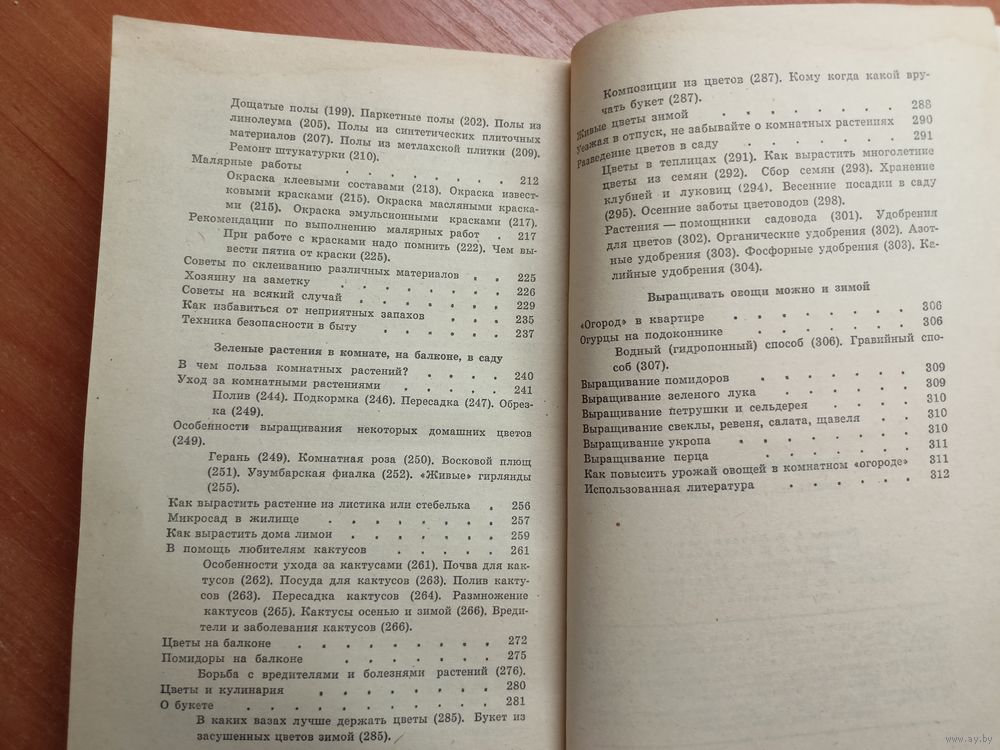 Дощатые полы (199). Паркетные полы (202). Полы из
линолеума (205). Полы из синтетических плиточных
материалов (207). Полы из метлахской плитки (209).
Ремонт штукатурки (210).
Малярные работы . . . . . . . . 212
Окраска клеевыми составами (213). Окраска извест-
ковыми красками (215). Окраска масляными краска-
ми (215). Окраска эмульсионными красками (217).
Рекомендации по выполнению малярных работ . 217
При работе с красками надо помнить (222). Чем вы-
вести пятна от краски (225).
Советы по склеиванию различных материалов . . 225
Хозяину на заметку . . . . . . . 226
Советы на всякий случай . . . . . . 229
Как избавиться от неприятных запахов . . . 235
Техника безопасности в быту . . . . . 237
Зеленые растения в комнате, на балконе, в саду
В чем польза комнатных растений? . . . . 240
Уход за комнатными растениями . . . . 241
Полив (244). Подкормка (246). Пересадка (247). Обрез-
ка (249).
Особенности выращивания некоторых домашних цветов
(249).
Герань (249). Комнатная роза (250). Восковой плющ
(251). Узумбарская фиалка (252). «Живые» гирлянды
(255).
Как вырастить растение из листика или стебелька . 256
Микросад в жилище . . . . . . . 257
Как вырастить дома лимон . . . . . . 259
В помощь любителям кактусов . . . . . 261
Особенности ухода за кактусами (261). Почва для как-
тусов (262). Посуда для кактусов (263). Полив какту-
сов (263). Пересадка кактусов (264). Размножение
кактусов (265). Кактусы осенью и зимой (266). Вреди-
тели и заболевания кактусов (266).
Цветы на балконе . . . . . . . . 272
Помидоры на балконе . . . . . . . 275
Борьба с вредителями и болезнями растений (276).
Цветы и кулинария . . . . . . . . 280
О букете . . . . . . . . . . 281
В каких вазах лучше держать цветы (285). Букет из
засушенных цветов зимой (285).
Композиции из цветов (287). Кому когда какой вру-
чать букет (287).
Живые цветы зимой . . . . . . . 288
Уезжая в отпуск, не забывайте о комнатных растениях 290
Разведение цветов в саду . . . . . . 291
Цветы в теплицах (291). Как вырастить многолетние
цветы из семян (292). Сбор семян (293). Хранение
клубней и луковиц (294). Весенние посадки в саду
(295). Осенние заботы цветоводов (298).
Растения — помощники садовода (301). Удобрения
для цветов (302). Органические удобрения (302). Азот-
ные удобрения (303). Фосфорные удобрения (303). Ка-
лийные удобрения (304).
Выращивать овощи можно и зимой
«Огород» в квартире . . . . . . . 306
Огурцы на подоконнике . . . . . . 306
Водный (гидропонный) способ (306). Гравийный спо-
соб (307).
Выращивание помидоров . . . . . . 309
Выращивание зеленого лука . . . . . 309
Выращивание петрушки и сельдерея . . . 310
Выращивание свеклы, ревеня, салата, щавеля . . 310
Выращивание укропа . . . . . . . 310
Выращивание перца . . . . . . . 311
Как повысить урожай овощей в комнатном «огороде» 311
Использованная литература . . . . . 312
www.ay.by